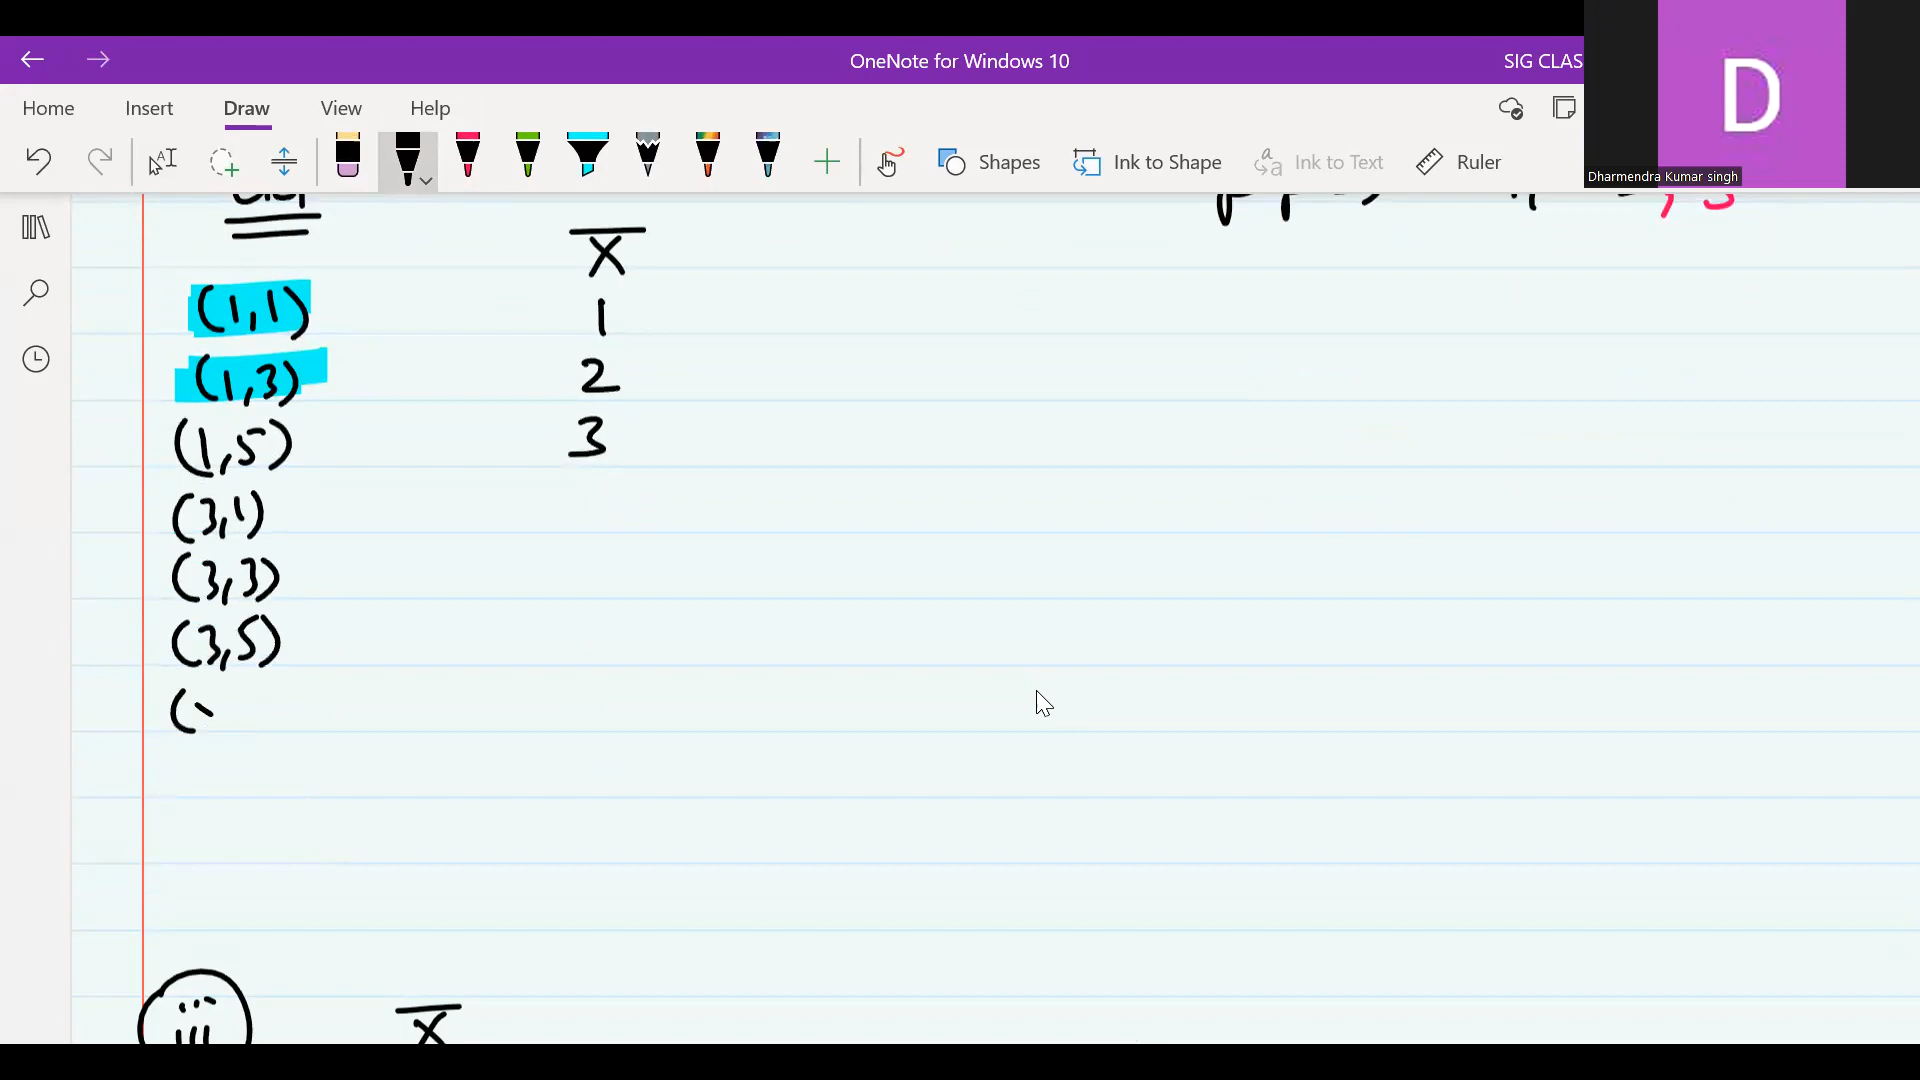 OneNote for Windows 10
SIG CLAS
D
Dharmendra Kumar singh
Home Insert Draw View Help
Shapes Ink to Shape Ink to Text Ruler
X̅
(1,1) 1
(1,3) 2
(1,5) 3
(3,1)
(3,3)
(3,5)
(
iii X̅